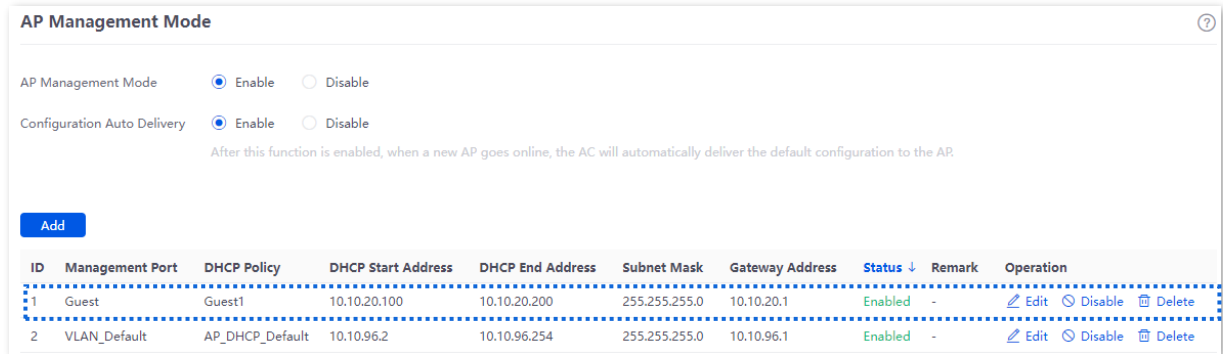 AP Management Mode
AP Management Mode Enable Disable
Configuration Auto Delivery Enable Disable
After this function is enabled, when a new AP goes online, the AC will automatically deliver the default configuration to the AP.
Add
ID Management Port DHCP Policy DHCP Start Address DHCP End Address Subnet Mask Gateway Address Status ↓ Remark Operation
1 Guest Guest1 10.10.20.100 10.10.20.200 255.255.255.0 10.10.20.1 Enabled - Edit Disable Delete
2 VLAN_Default AP_DHCP_Default 10.10.96.2 10.10.96.254 255.255.255.0 10.10.96.1 Enabled - Edit Disable Delete